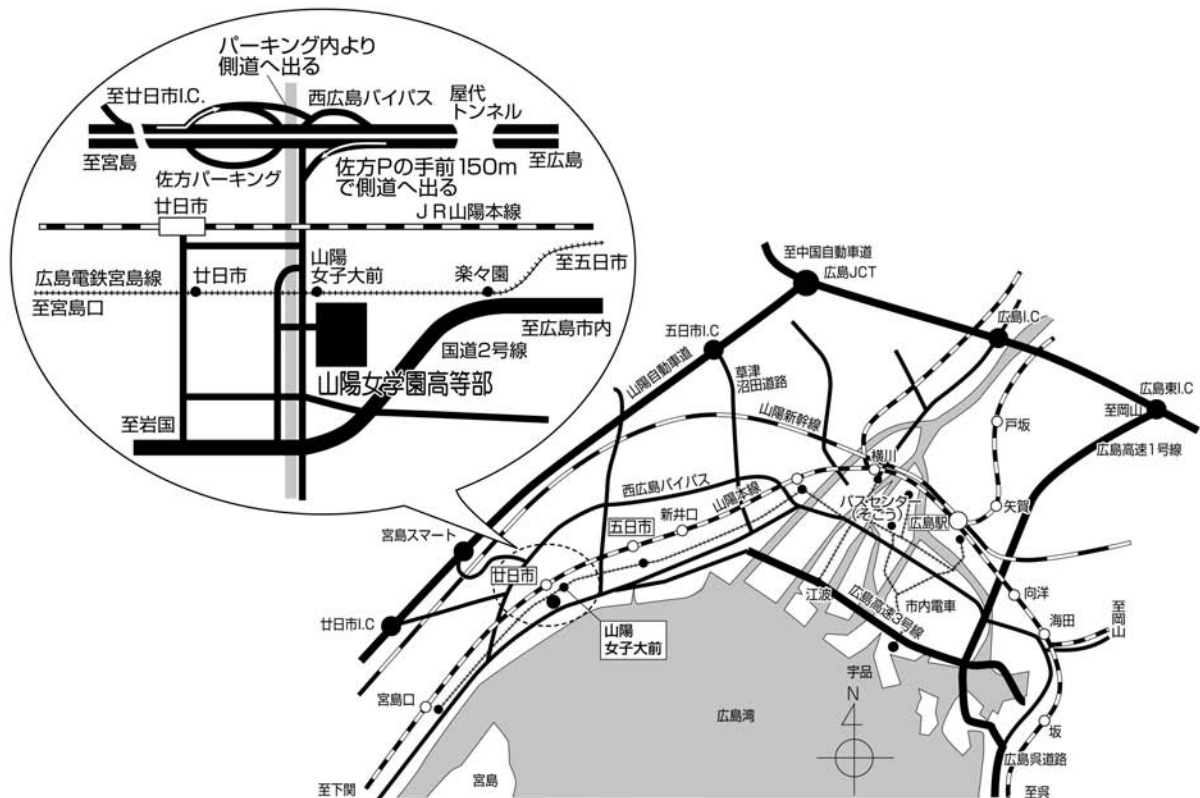 パーキング内より
側道へ出る
至廿日市I.C.
西広島バイパス
屋代
トンネル
至宮島
佐方パーキング
佐方Pの手前150m
で側道へ出る
至広島
廿日市
JR山陽本線
山陽
女子大前
広島電鉄宮島線
廿日市
楽々園
至五日市
至宮島口
至広島市内
国道2号線
山陽女学園高等部
至岩国
至中国自動車道
広島JCT
広島I.C
五日市I.C
草津
沼田道路
山陽自動車道
広島東I.C
至岡山
山陽新幹線
戸坂
広島高速1号線
横川
西広島バイパス
山陽本線
バスセンター
(そごう)
広島駅
矢賀
新井口
五日市
宮島スマート
廿日市
江波
広島高速3号線
市内電車
向洋
海田
至岡山
廿日市I.C
山陽
女子大前
宇品
宮島口
N
広島湾
坂
広島呉道路
至下関
宮島
至呉